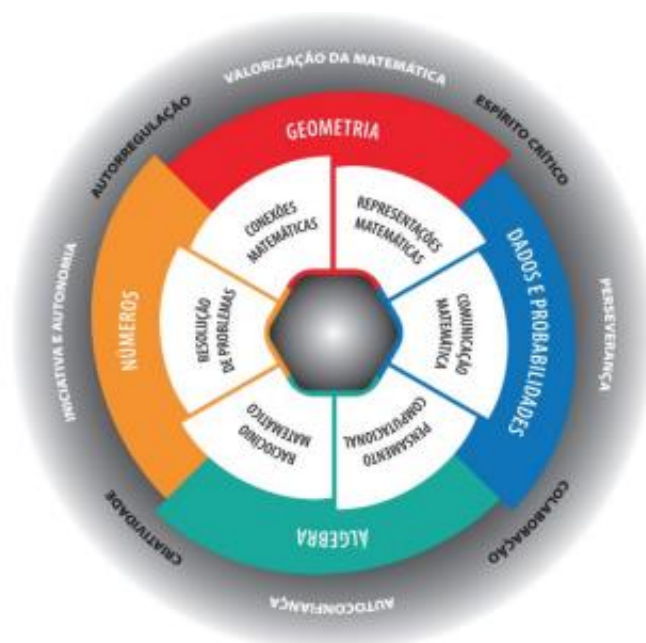 VALORIZAÇÃO DA MATEMÁTICA
ESPÍRITO CRÍTICO
PERSEVERANÇA
COLABORAÇÃO
AUTOCONFIANÇA
CRIATIVIDADE
INICIATIVA E AUTONOMIA
AUTORREGULAÇÃO
GEOMETRIA
DADOS E PROBABILIDADES
ÁLGEBRA
NÚMEROS
CONEXÕES
MATEMÁTICAS
REPRESENTAÇÕES
MATEMÁTICAS
COMUNICAÇÃO
MATEMÁTICA
PENSAMENTO
COMPUTACIONAL
RACIOCÍNIO
MATEMÁTICO
RESOLUÇÃO
DE PROBLEMAS